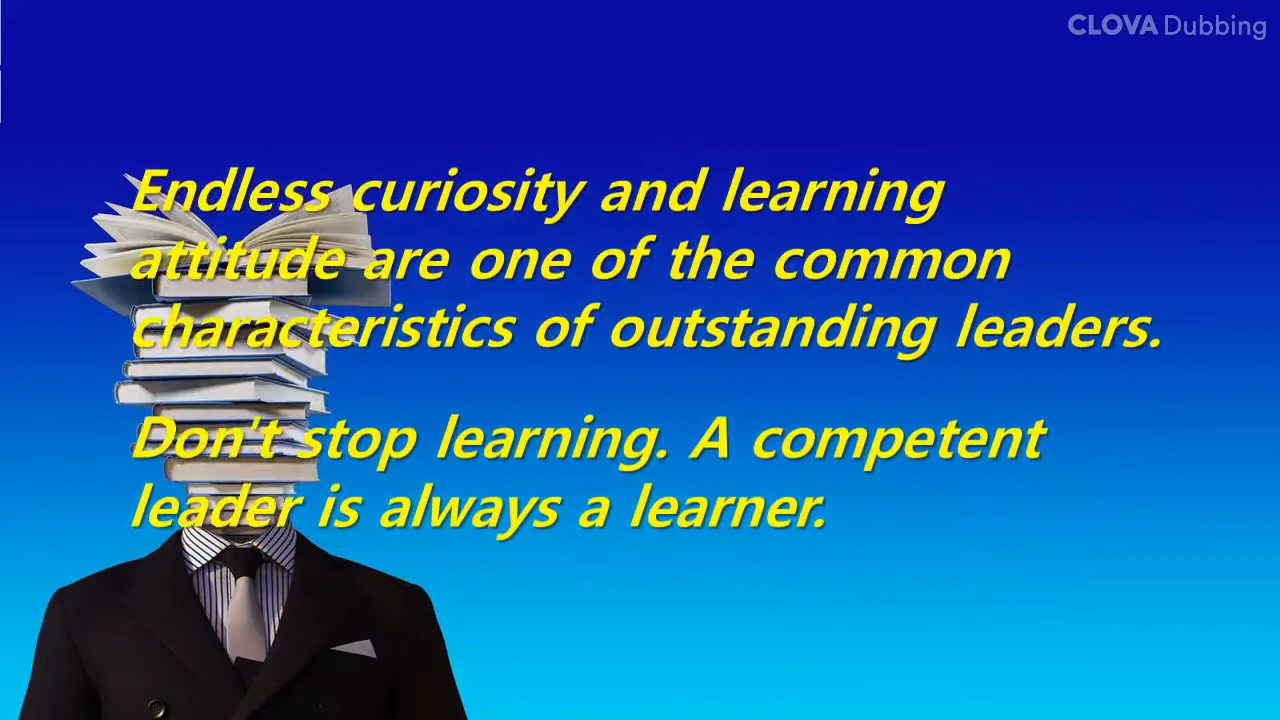 CLOVA Dubbing
Endless curiosity and learning
attitude are one of the common
characteristics of outstanding leaders.
Don't stop learning. A competent
leader is always a learner.